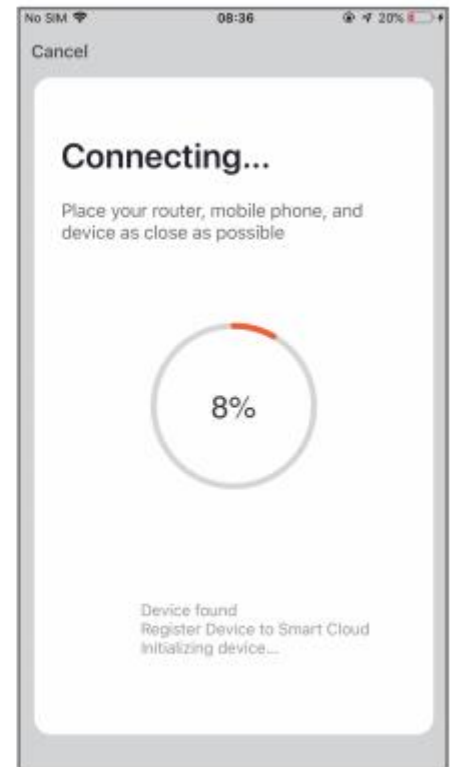 No SIM 08:36 20%
Cancel
Connecting...
Place your router, mobile phone, and
device as close as possible
8%
Device found
Register Device to Smart Cloud
Initializing device...